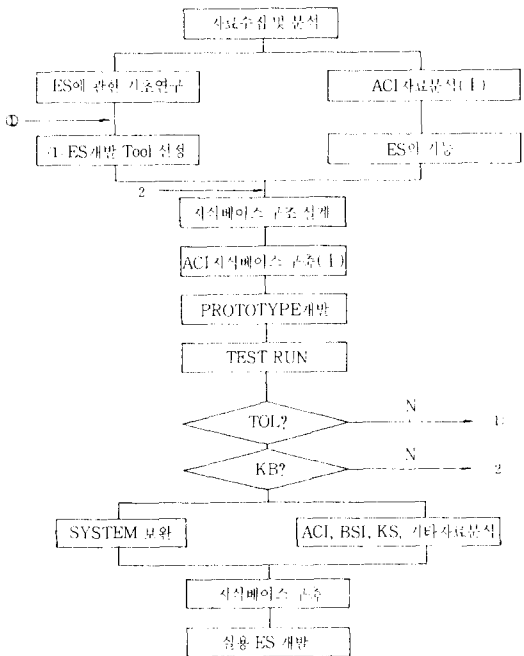 자료수집 및 분석
ES에 관한 기초연구
ACI 자료분석(Ⅰ)
①
ES개발 Tool 선정
ES의 기능
2
지식베이스 구조 설계
ACI 지식베이스 구축(Ⅰ)
PROTOTYPE개발
TEST RUN
TOL?
N
1
KB?
N
2
SYSTEM 보완
ACI, BSI, KS, 기타자료분석
지식베이스 구축
실용 ES 개발